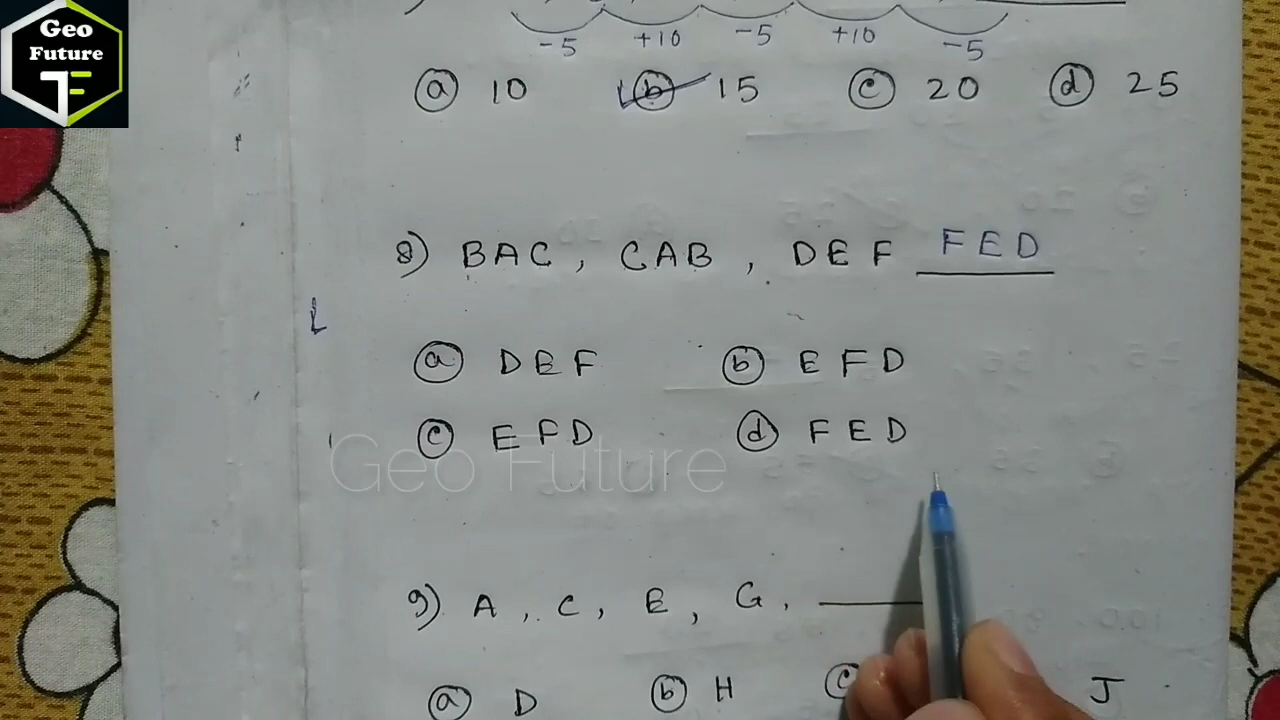 Geo
Future
-5 +10 -5 +10 -5
(a) 10 (b) 15 (c) 20 (d) 25
8) BAC, CAB, DEF FED
(a) DEF (b) EFD
(c) EFD (d) FED
Geo Future
9) A, C, E, G, ____
(a) D (b) H (c) J